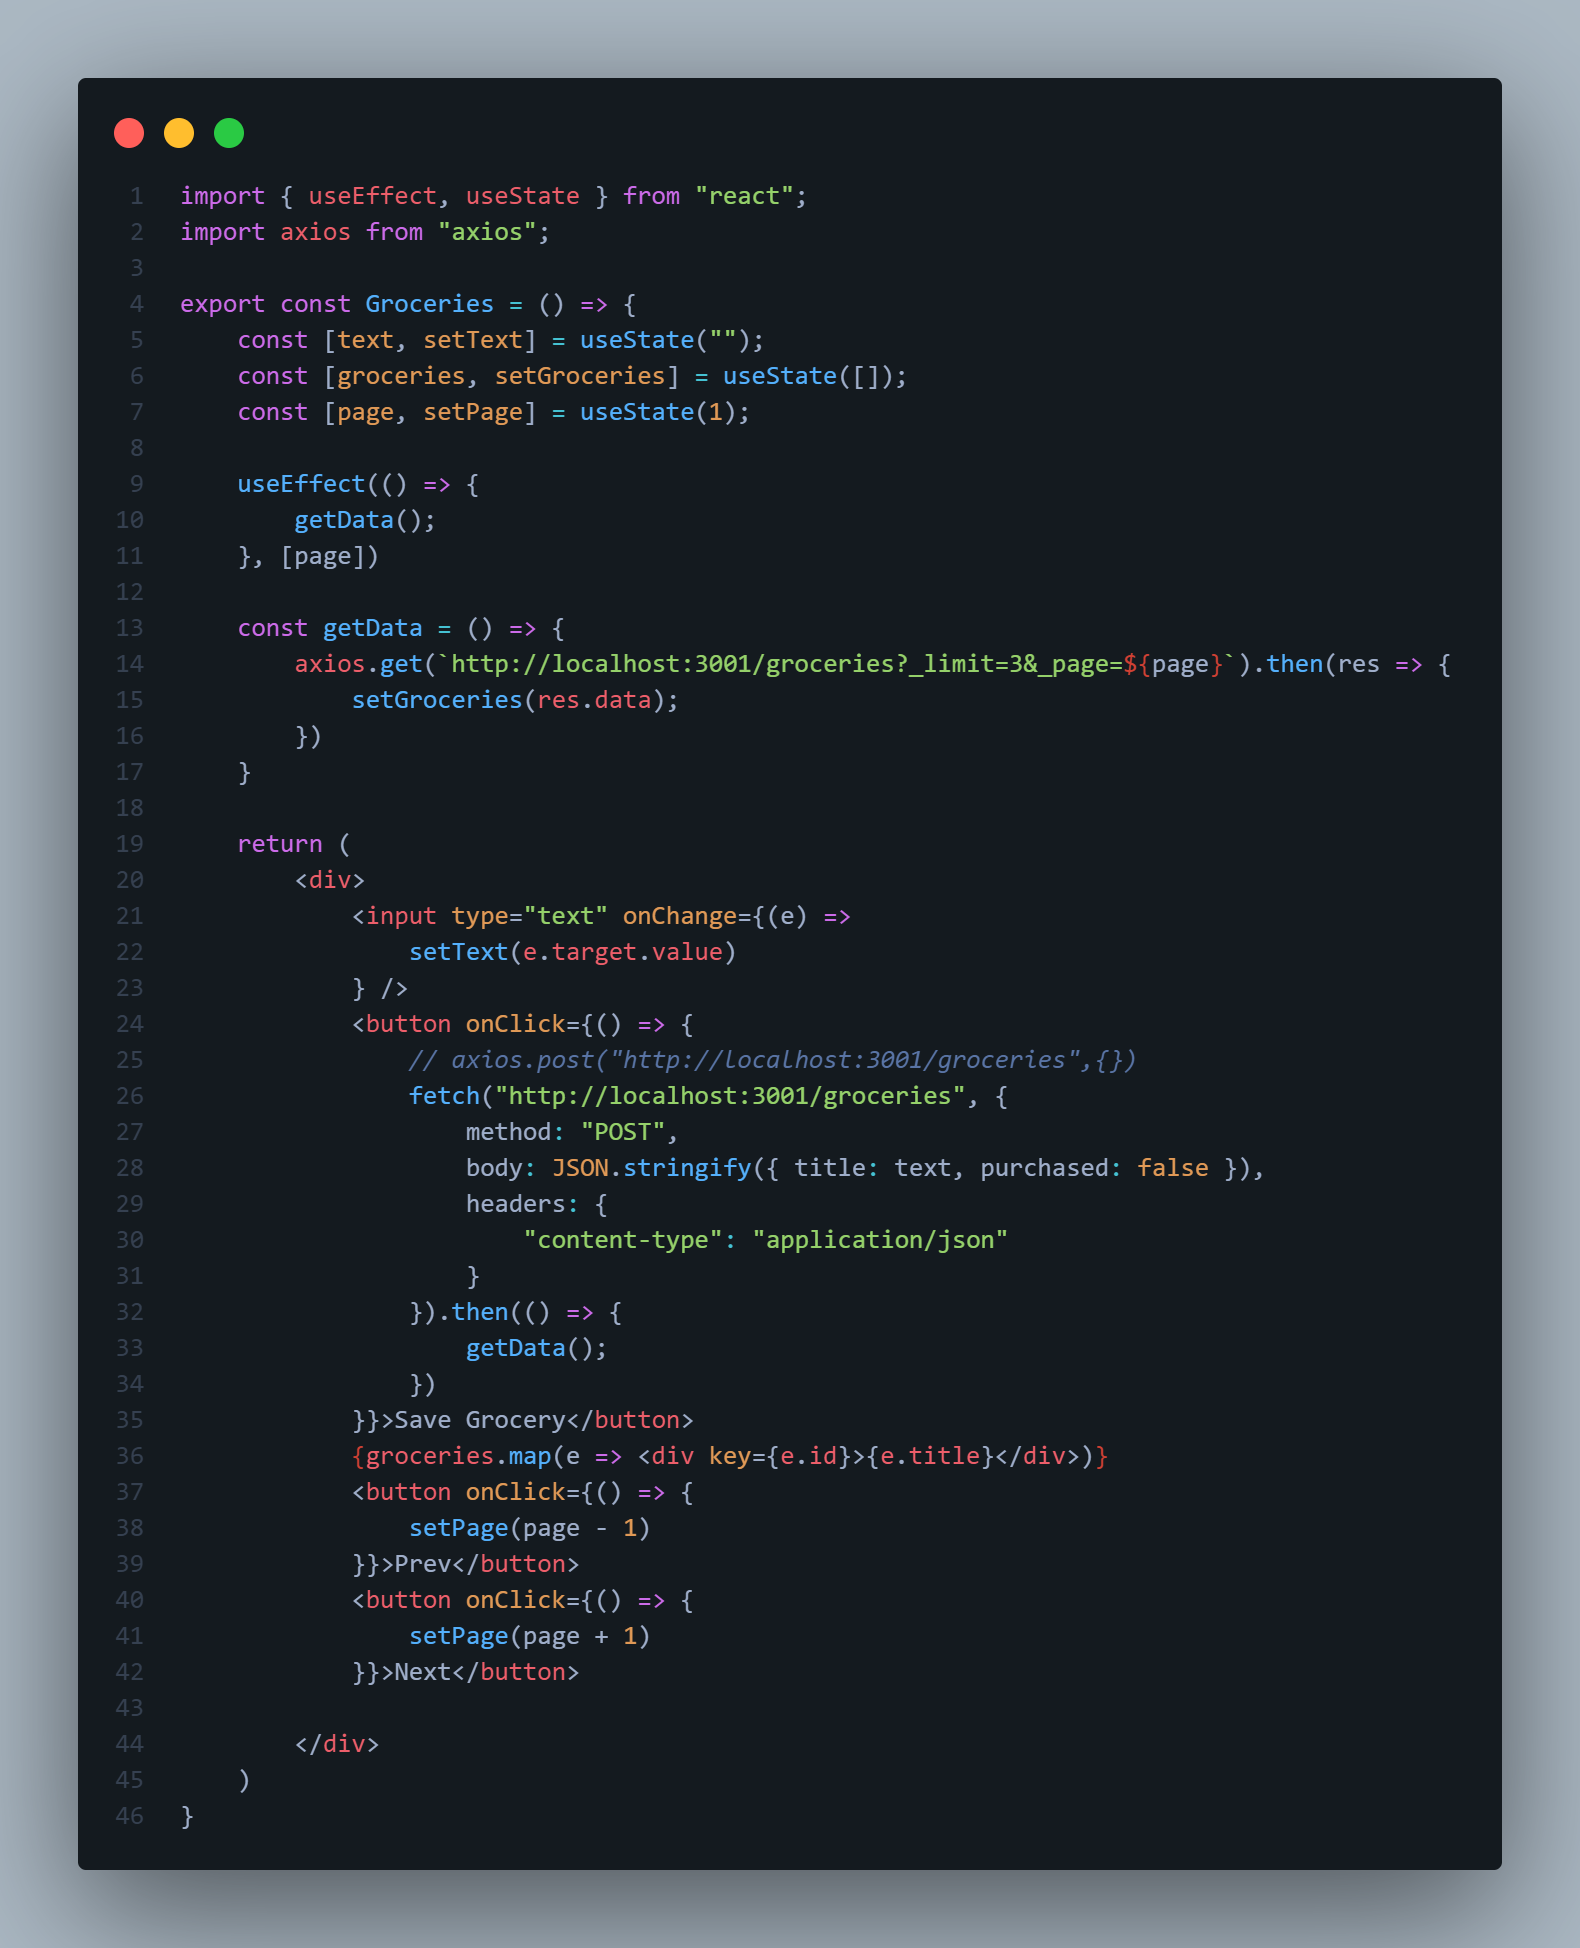 1 import { useEffect, useState } from "react";
2 import axios from "axios";
3
4 export const Groceries = () => {
5     const [text, setText] = useState("");
6     const [groceries, setGroceries] = useState([]);
7     const [page, setPage] = useState(1);
8
9     useEffect(() => {
10         getData();
11     }, [page])
12
13     const getData = () => {
14         axios.get(`http://localhost:3001/groceries?_limit=3&_page=${page}`).then(res => {
15             setGroceries(res.data);
16         })
17     }
18
19     return (
20         <div>
21             <input type="text" onChange={(e) =>
22                 setText(e.target.value)
23             } />
24             <button onClick={() => {
25                 // axios.post("http://localhost:3001/groceries",{})
26                 fetch("http://localhost:3001/groceries", {
27                     method: "POST",
28                     body: JSON.stringify({ title: text, purchased: false }),
29                     headers: {
30                         "content-type": "application/json"
31                     }
32                 }).then(() => {
33                     getData();
34                 })
35             }}>Save Grocery</button>
36             {groceries.map(e => <div key={e.id}>{e.title}</div>)}
37             <button onClick={() => {
38                 setPage(page - 1)
39             }}>Prev</button>
40             <button onClick={() => {
41                 setPage(page + 1)
42             }}>Next</button>
43
44         </div>
45     )
46 }